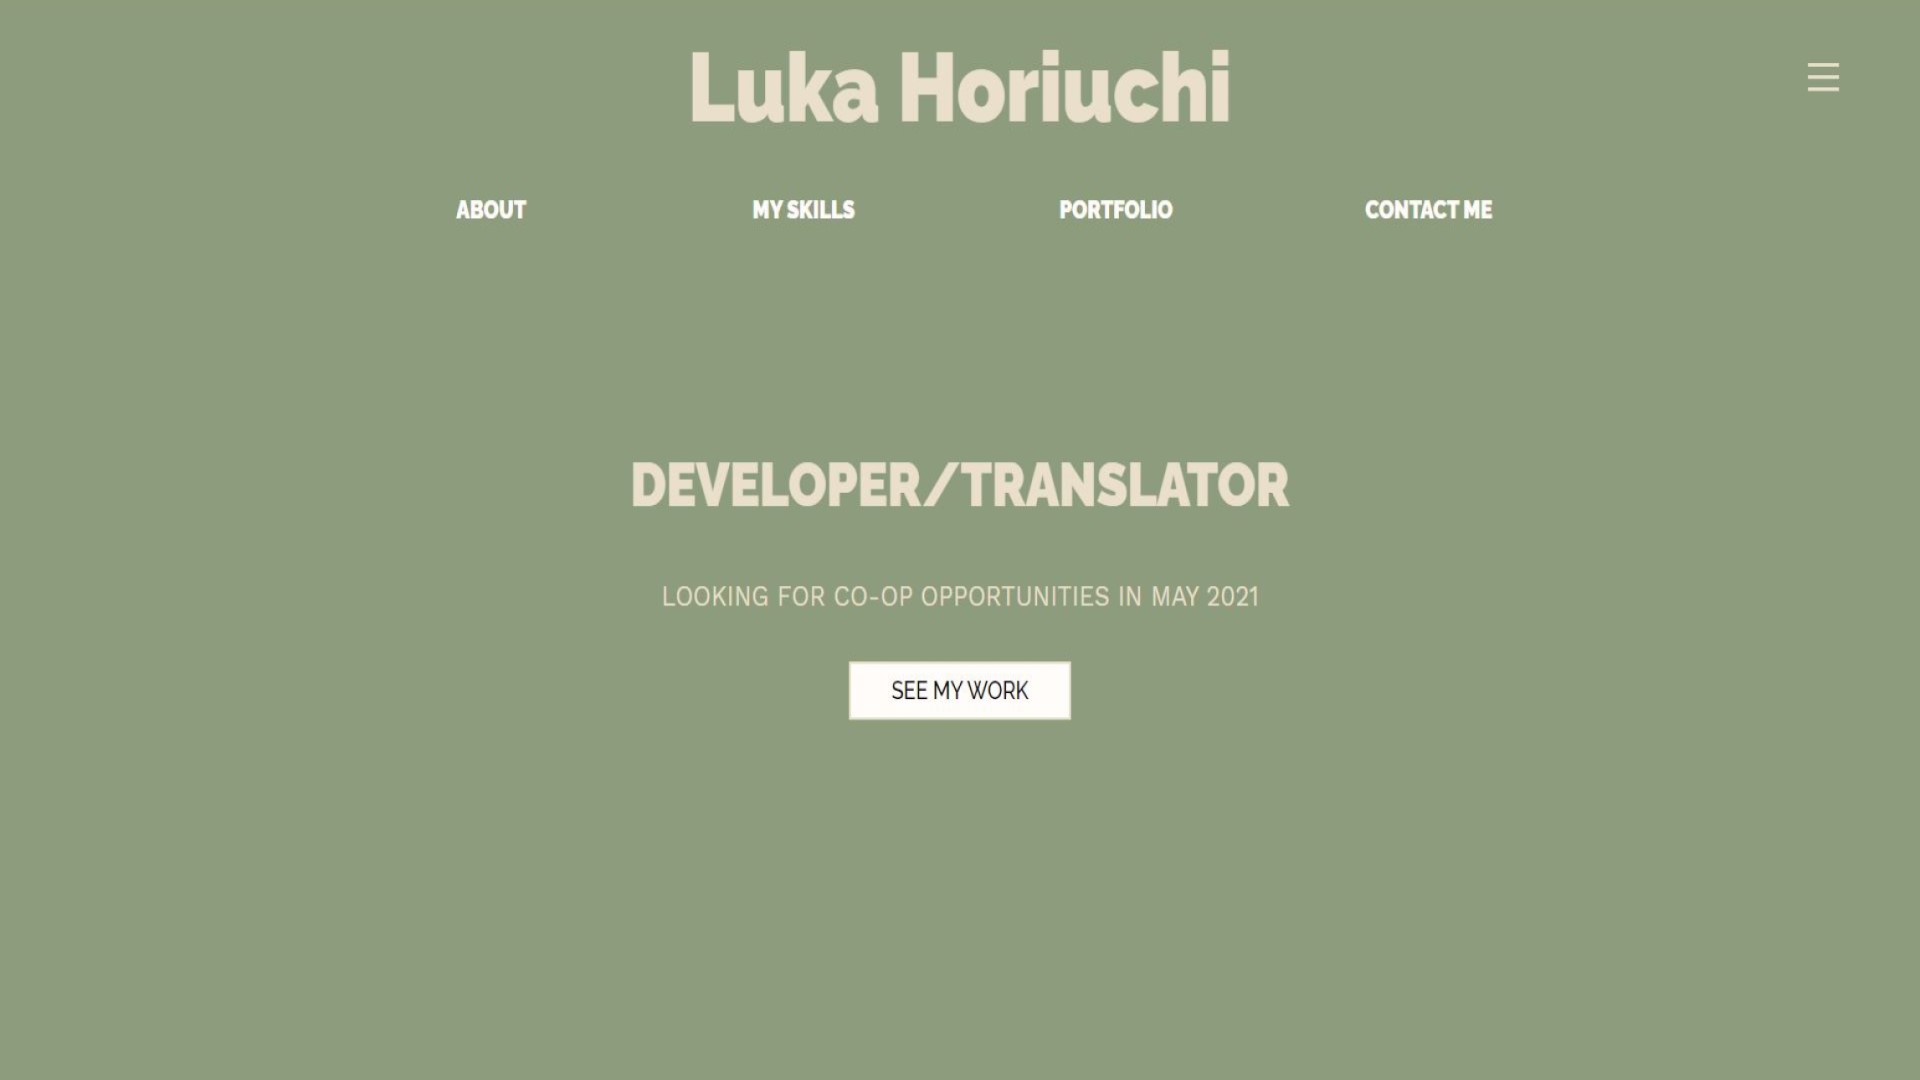 Luka Horiuchi
ABOUT MY SKILLS PORTFOLIO CONTACT ME
DEVELOPER/TRANSLATOR
LOOKING FOR CO-OP OPPORTUNITIES IN MAY 2021
SEE MY WORK